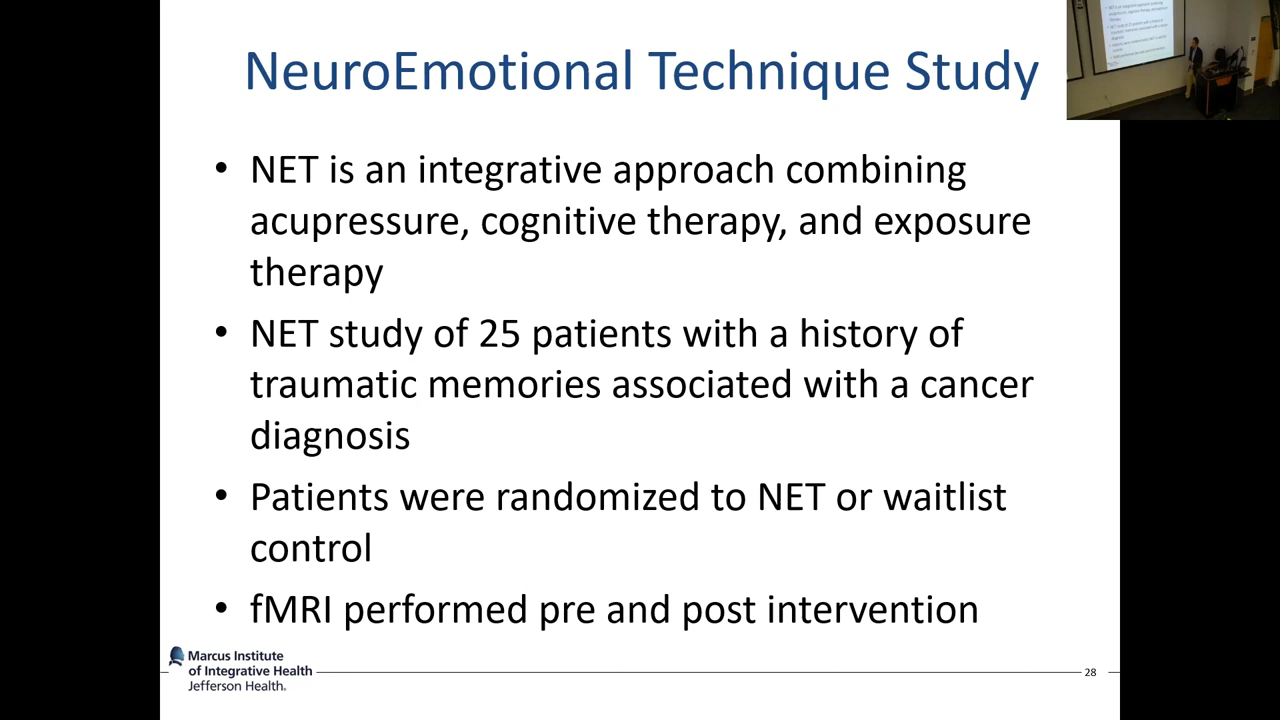 NeuroEmotional Technique Study
• NET is an integrative approach combining
acupressure, cognitive therapy, and exposure
therapy
• NET study of 25 patients with a history of
traumatic memories associated with a cancer
diagnosis
• Patients were randomized to NET or waitlist
control
• fMRI performed pre and post intervention
Marcus Institute
of Integrative Health
Jefferson Health.
28